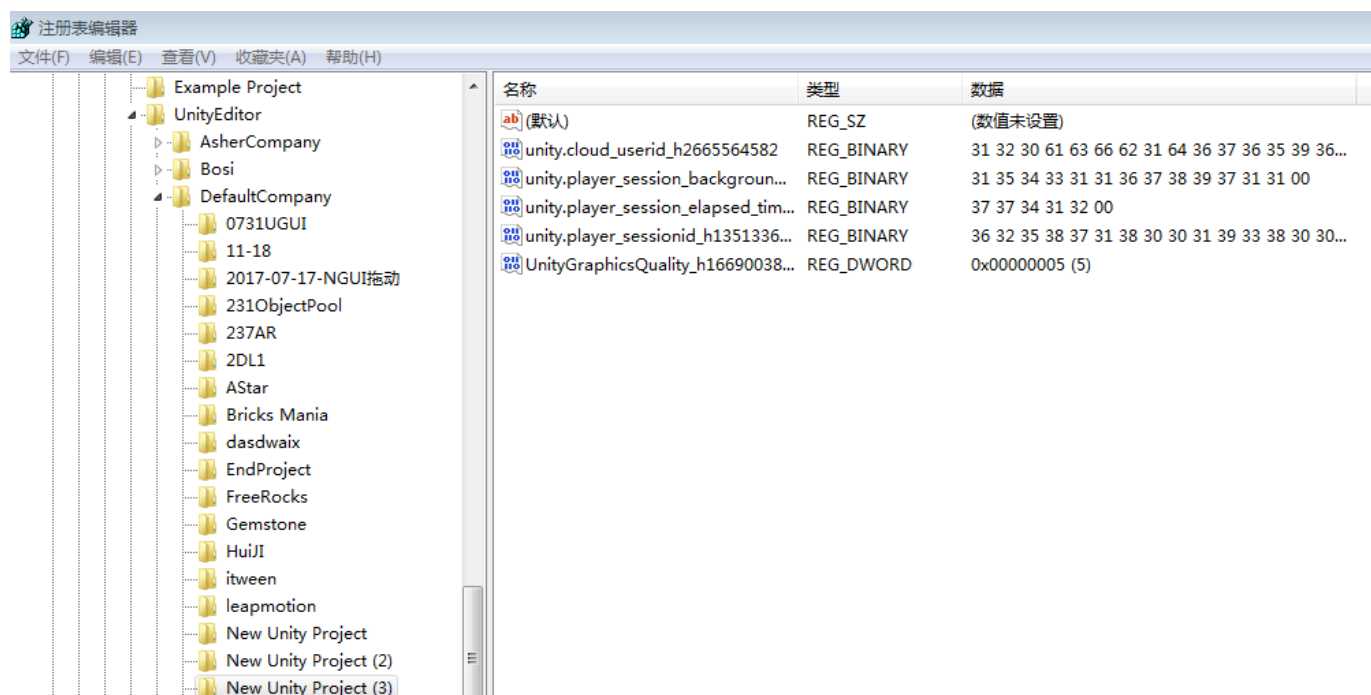 注册表编辑器
文件(F) 编辑(E) 查看(V) 收藏夹(A) 帮助(H)
Example Project
UnityEditor
AsherCompany
Bosi
DefaultCompany
0731UGUI
11-18
2017-07-17-NGUI拖动
231ObjectPool
237AR
2DL1
AStar
Bricks Mania
dasdwaix
EndProject
FreeRocks
Gemstone
HuiJI
itween
leapmotion
New Unity Project
New Unity Project (2)
New Unity Project (3)
名称 类型 数据
ab (默认) REG_SZ (数值未设置)
unity.cloud_userid_h2665564582 REG_BINARY 31 32 30 61 63 66 62 31 64 36 37 36 35 39 36...
unity.player_session_backgroun... REG_BINARY 31 35 34 33 31 31 36 37 38 39 37 31 31 00
unity.player_session_elapsed_tim... REG_BINARY 37 37 34 31 32 00
unity.player_sessionid_h1351336... REG_BINARY 36 32 35 38 37 31 38 30 30 31 39 33 38 30 30...
UnityGraphicsQuality_h16690038... REG_DWORD 0x00000005 (5)